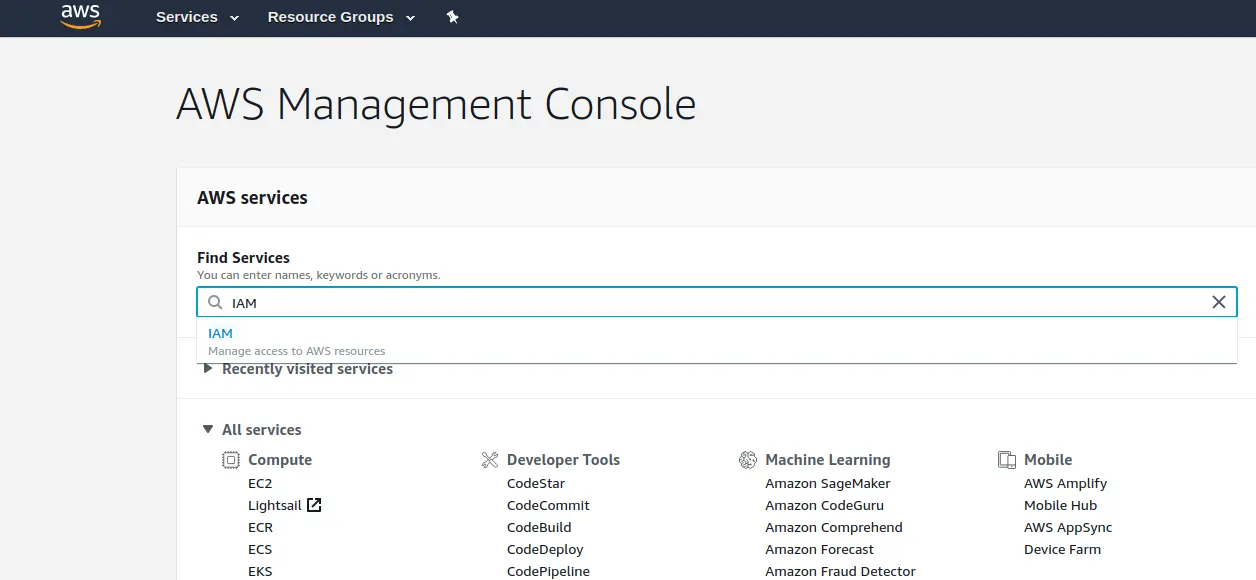 aws Services Resource Groups
AWS Management Console
AWS services
Find Services
You can enter names, keywords or acronyms.
IAM
IAM
Manage access to AWS resources
Recently visited services
All services
Compute
EC2
Lightsail
ECR
ECS
EKS
Developer Tools
CodeStar
CodeCommit
CodeBuild
CodeDeploy
CodePipeline
Machine Learning
Amazon SageMaker
Amazon CodeGuru
Amazon Comprehend
Amazon Forecast
Amazon Fraud Detector
Mobile
AWS Amplify
Mobile Hub
AWS AppSync
Device Farm